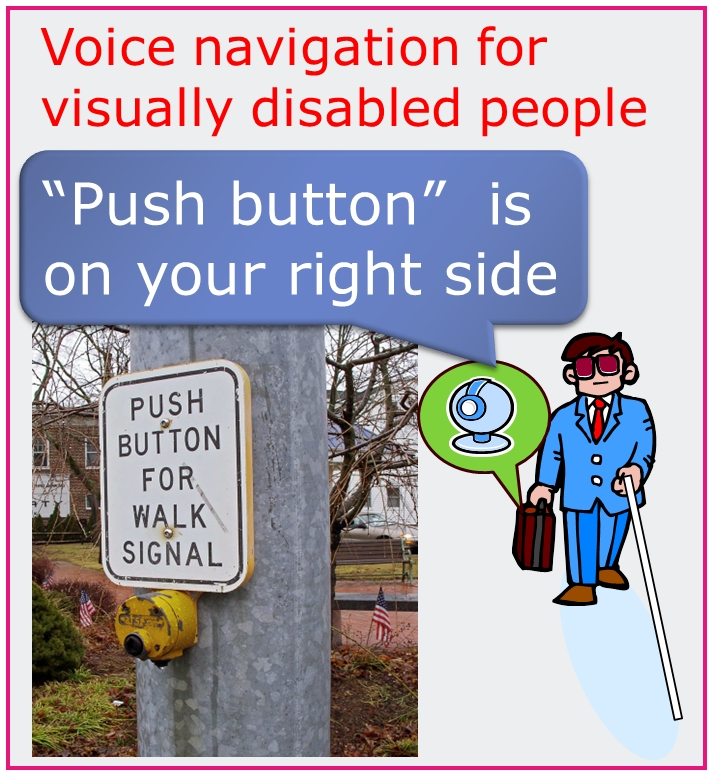 Voice navigation for
visually disabled people
“Push button” is
on your right side
PUSH
BUTTON
FOR
WALK
SIGNAL